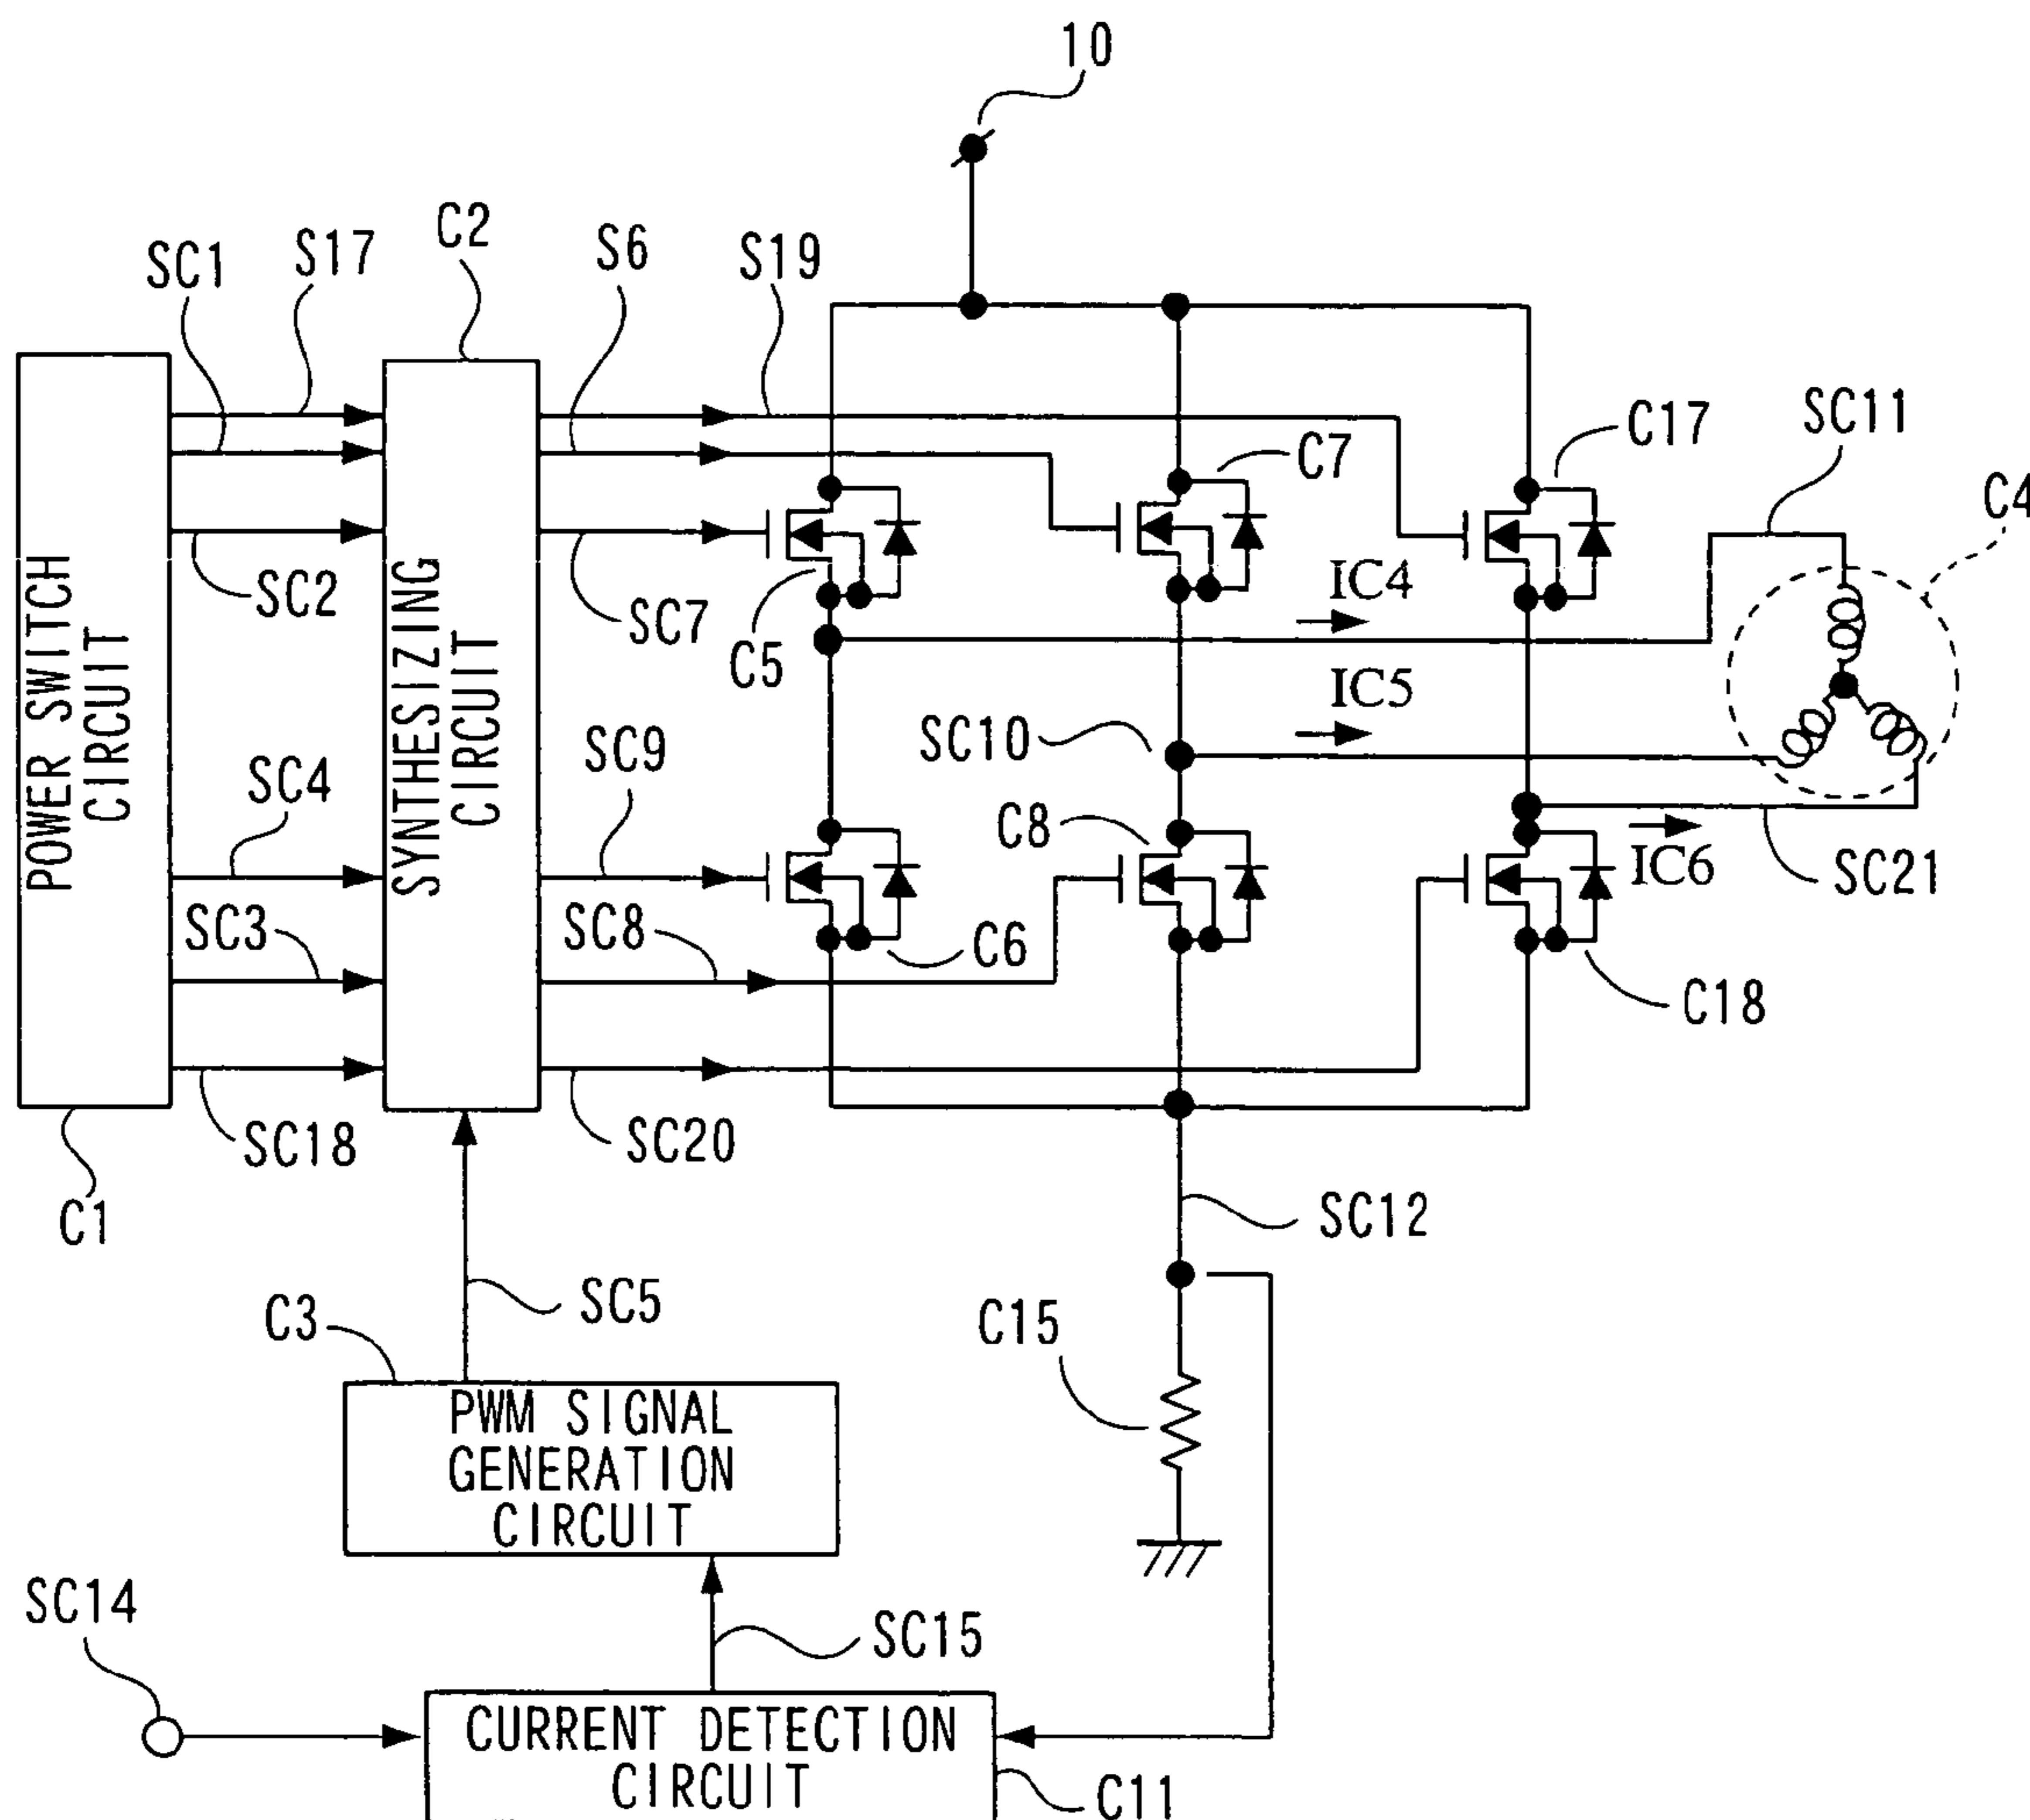 10
C2
S17
SC1
S6
S19
C7
C17
SC11
C4
SC2
SC7
C5
IC4
IC5
POWER SWITCH
CIRCUIT
SYNTHESIZING
CIRCUIT
SC10
SC4
SC9
C8
IC6
SC21
SC3
SC8
C6
C18
SC18
SC20
C1
SC12
SC5
C3
C15
PWM SIGNAL
GENERATION
CIRCUIT
SC14
SC15
CURRENT DETECTION
CIRCUIT
C11